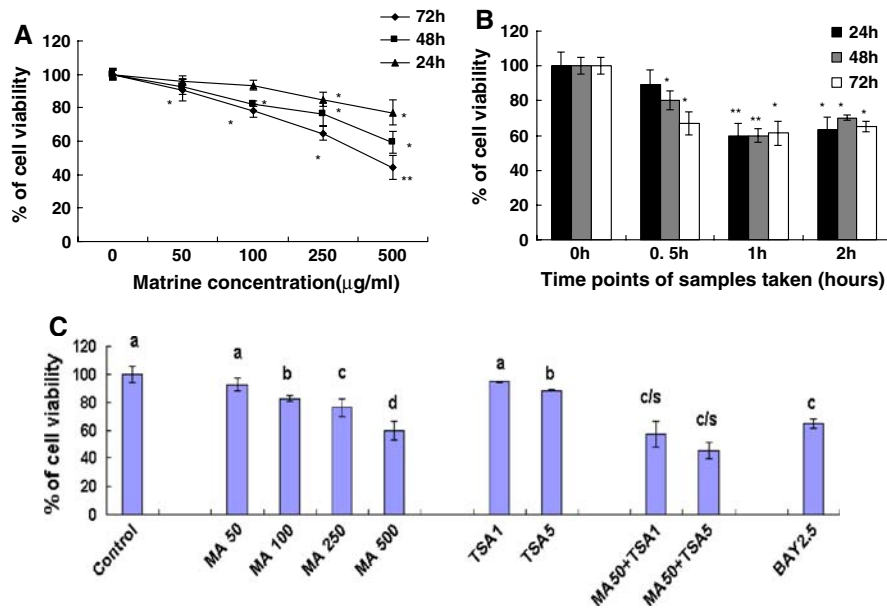 A
72h
48h
24h
% of cell viability
120
100
80
60
40
20
0
* * * * * * * * * **
0 50 100 250 500
Matrine concentration(μg/ml)
B
24h
48h
72h
% of cell viability
120
100
80
60
40
20
0
* * ** ** * * * *
0h 0. 5h 1h 2h
Time points of samples taken (hours)
C
% of cell viability
120
100
80
60
40
20
0
a a b c d a b c/s c/s c
Control MA 50 MA 100 MA 250 MA 500 TSA1 TSA5 MA50+TSA1 MA50+TSA5 BAY2.5